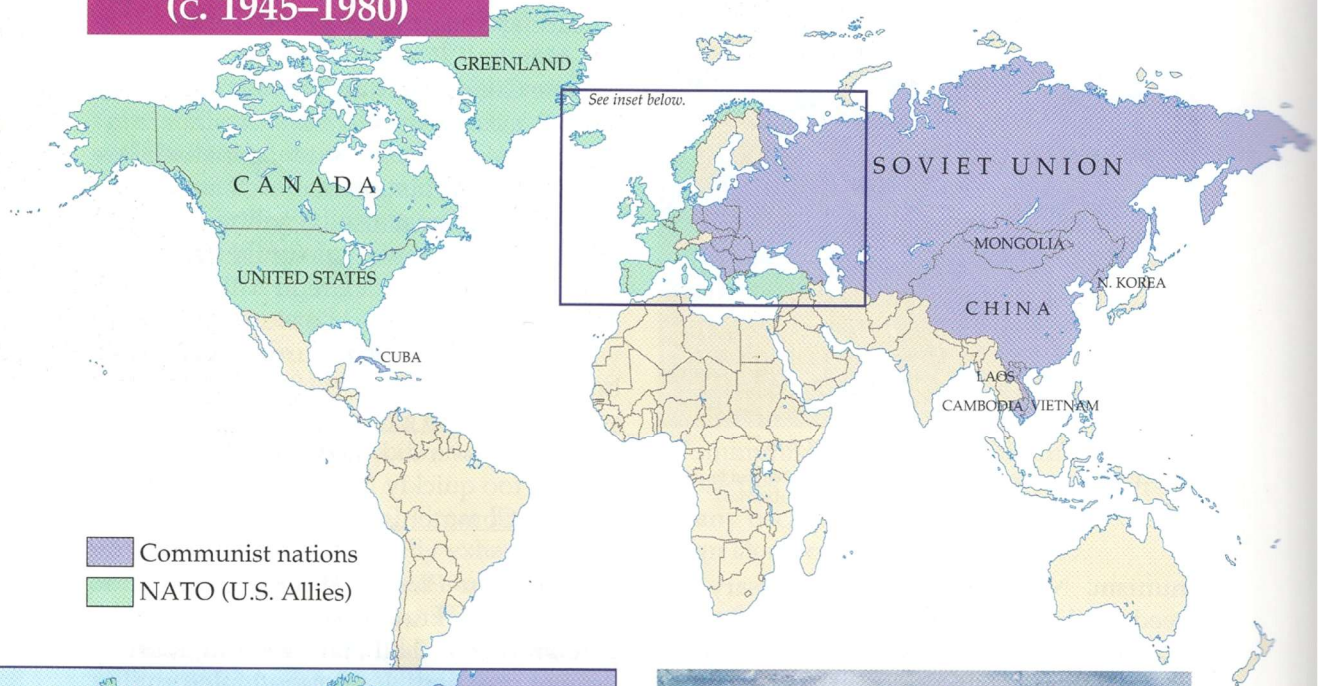 (C. 1945–1980)
GREENLAND
See inset below.
SOVIET UNION
CANADA
MONGOLIA
UNITED STATES
N. KOREA
CHINA
CUBA
LAOS
CAMBODIA
VIETNAM
Communist nations
NATO (U.S. Allies)